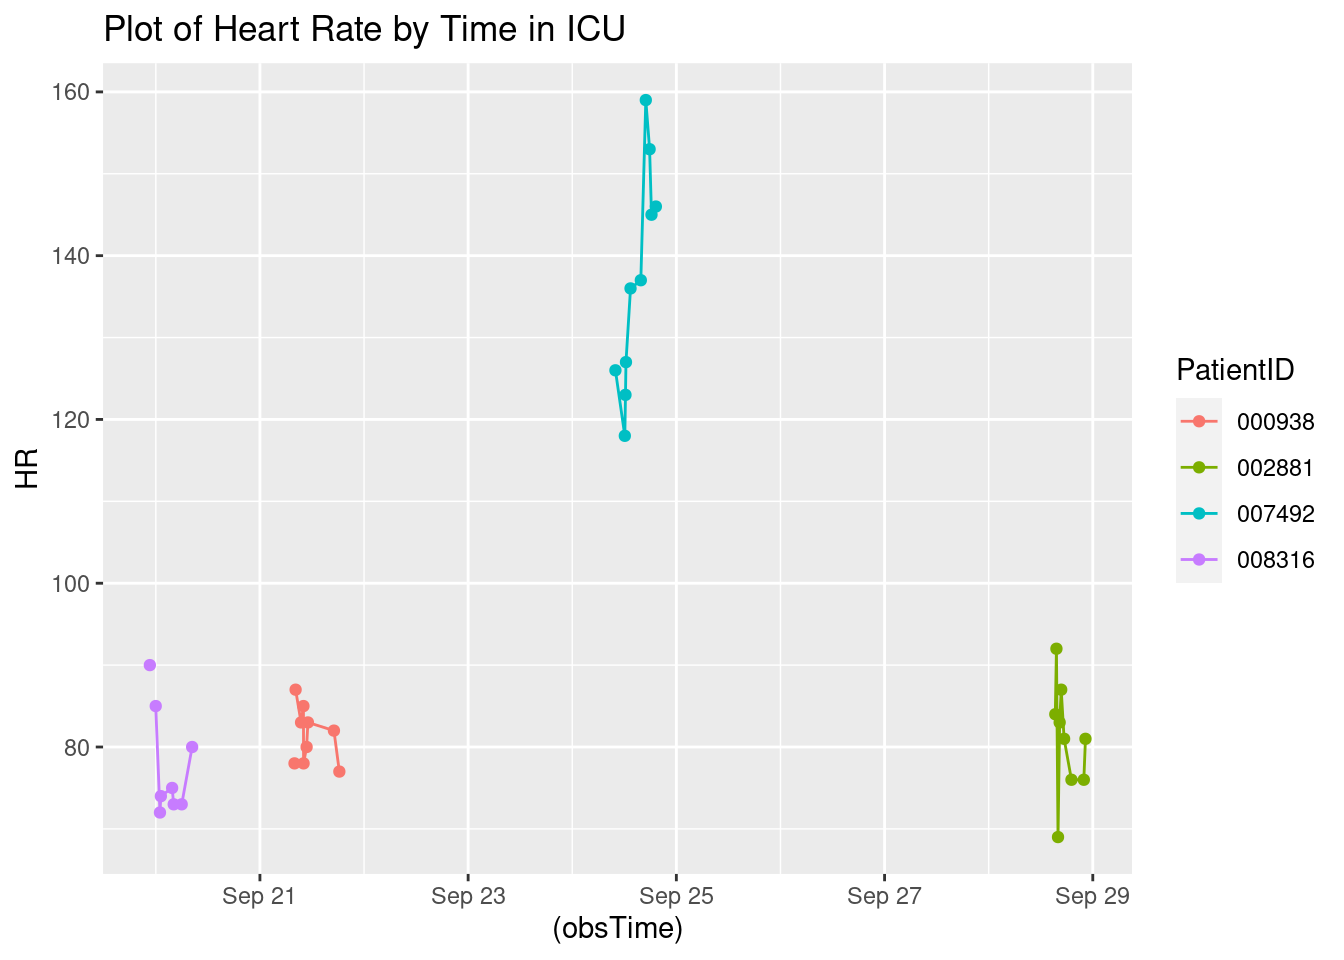 Plot of Heart Rate by Time in ICU
160
140
120
100
80
HR
Sep 21
Sep 23
Sep 25
Sep 27
Sep 29
(obsTime)
PatientID
000938
002881
007492
008316